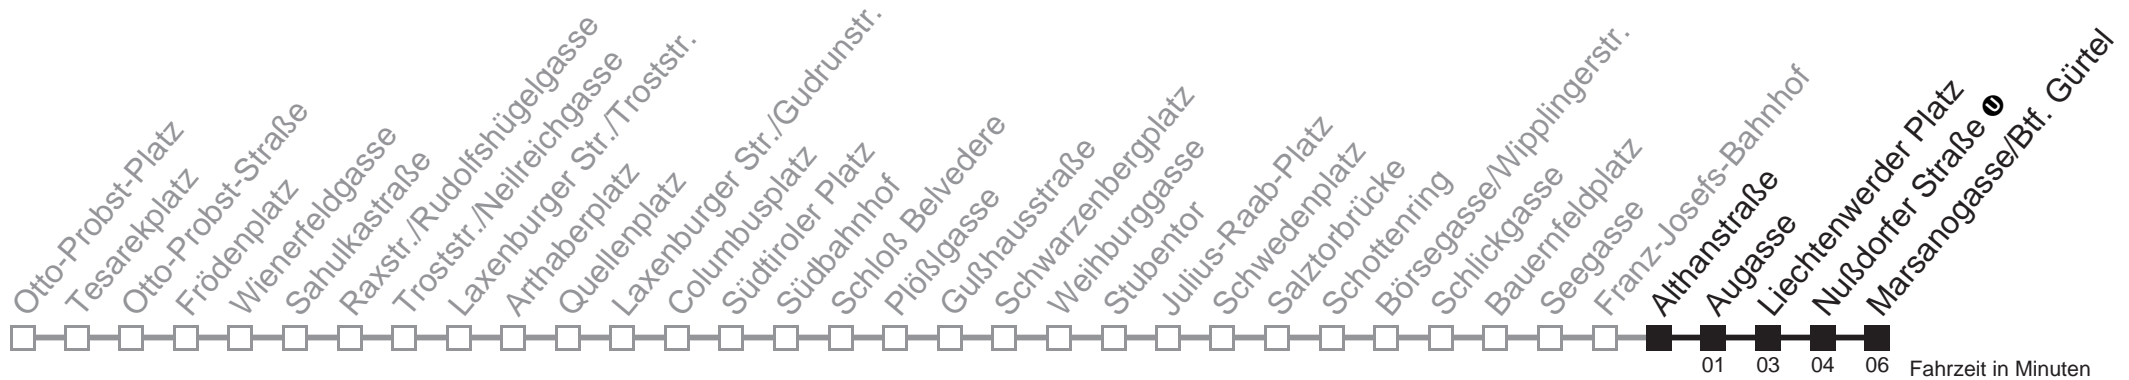 Otto-Probst-Platz
Tesarekplatz
Otto-Probst-Straße
Frödenplatz
Wienerfeldgasse
Sahulkastraße
Raxstr./Rudolfshügelgasse
Troststr./Neilreichgasse
Laxenburger Str./Troststr.
Arthaberplatz
Quellenplatz
Laxenburger Str./Gudrunstr.
Columbusplatz
Südtiroler Platz
Südbahnhof
Schloß Belvedere
Plößlgasse
Gußhausstraße
Schwarzenbergplatz
Weihburggasse
Stubentor
Julius-Raab-Platz
Schwedenplatz
Salztorbrücke
Schottenring
Börsegasse/Wipplingerstr.
Schlickgasse
Bauernfeldplatz
Seegasse
Franz-Josefs-Bahnhof
Althanstraße
Augasse
Liechtenwerder Platz
Nußdorfer Straße U
Marsanogasse/Btf. Gürtel
01 03 04 06 Fahrzeit in Minuten